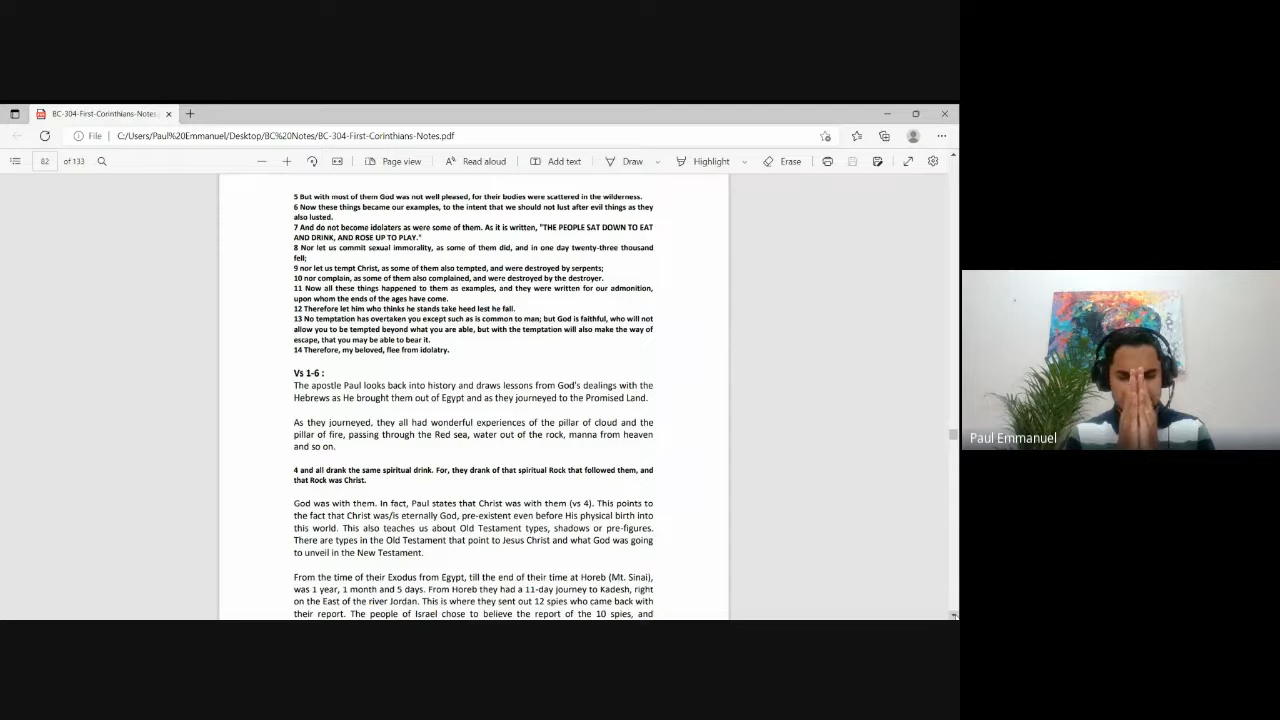 BC-304-First-Corinthians-Notes
File
C:/Users/Paul%20Emmanuel/Desktop/BC%20Notes/BC-304-First-Corinthians-Notes.pdf
82 of 133
Page view
Read aloud
Add text
Draw
Highlight
Erase
5 But with most of them God was not well pleased, for their bodies were scattered in the wilderness.
6 Now these things became our examples, to the intent that we should not lust after evil things as they
also lusted.
7 And do not become idolaters as were some of them. As it is written, "THE PEOPLE SAT DOWN TO EAT
AND DRINK, AND ROSE UP TO PLAY."
8 Nor let us commit sexual immorality, as some of them did, and in one day twenty-three thousand
fell;
9 nor let us tempt Christ, as some of them also tempted, and were destroyed by serpents;
10 nor complain, as some of them also complained, and were destroyed by the destroyer.
11 Now all these things happened to them as examples, and they were written for our admonition,
upon whom the ends of the ages have come.
12 Therefore let him who thinks he stands take heed lest he fall.
13 No temptation has overtaken you except such as is common to man; but God is faithful, who will not
allow you to be tempted beyond what you are able, but with the temptation will also make the way of
escape, that you may be able to bear it.
14 Therefore, my beloved, flee from idolatry.
Vs 1-6 :
The apostle Paul looks back into history and draws lessons from God's dealings with the
Hebrews as He brought them out of Egypt and as they journeyed to the Promised Land.
As they journeyed, they all had wonderful experiences of the pillar of cloud and the
pillar of fire, passing through the Red sea, water out of the rock, manna from heaven
and so on.
4 and all drank the same spiritual drink. For, they drank of that spiritual Rock that followed them, and
that Rock was Christ.
God was with them. In fact, Paul states that Christ was with them (vs 4). This points to
the fact that Christ was/is eternally God, pre-existent even before His physical birth into
this world. This also teaches us about Old Testament types, shadows or pre-figures.
There are types in the Old Testament that point to Jesus Christ and what God was going
to unveil in the New Testament.
From the time of their Exodus from Egypt, till the end of their time at Horeb (Mt. Sinai),
was 1 year, 1 month and 5 days. From Horeb they had a 11-day journey to Kadesh, right
on the East of the river Jordan. This is where they sent out 12 spies who came back with
their report. The people of Israel chose to believe the report of the 10 spies, and
Paul Emmanuel